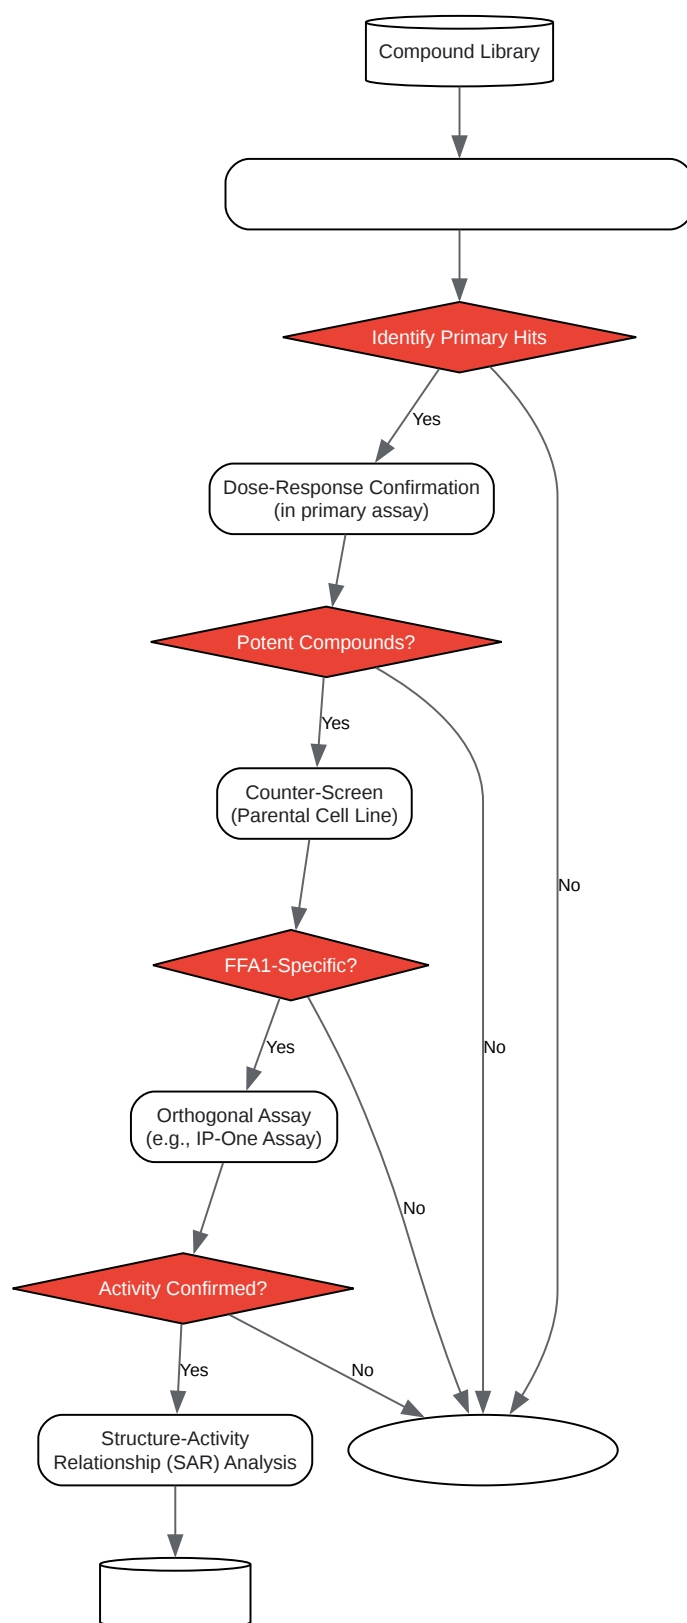 Compound Library
Identify Primary Hits
Yes
Dose-Response Confirmation
(in primary assay)
Potent Compounds?
Yes
Counter-Screen
(Parental Cell Line)
No
FFA1-Specific?
Yes
No
Orthogonal Assay
(e.g., IP-One Assay)
No
Activity Confirmed?
Yes
No
Structure-Activity
Relationship (SAR) Analysis